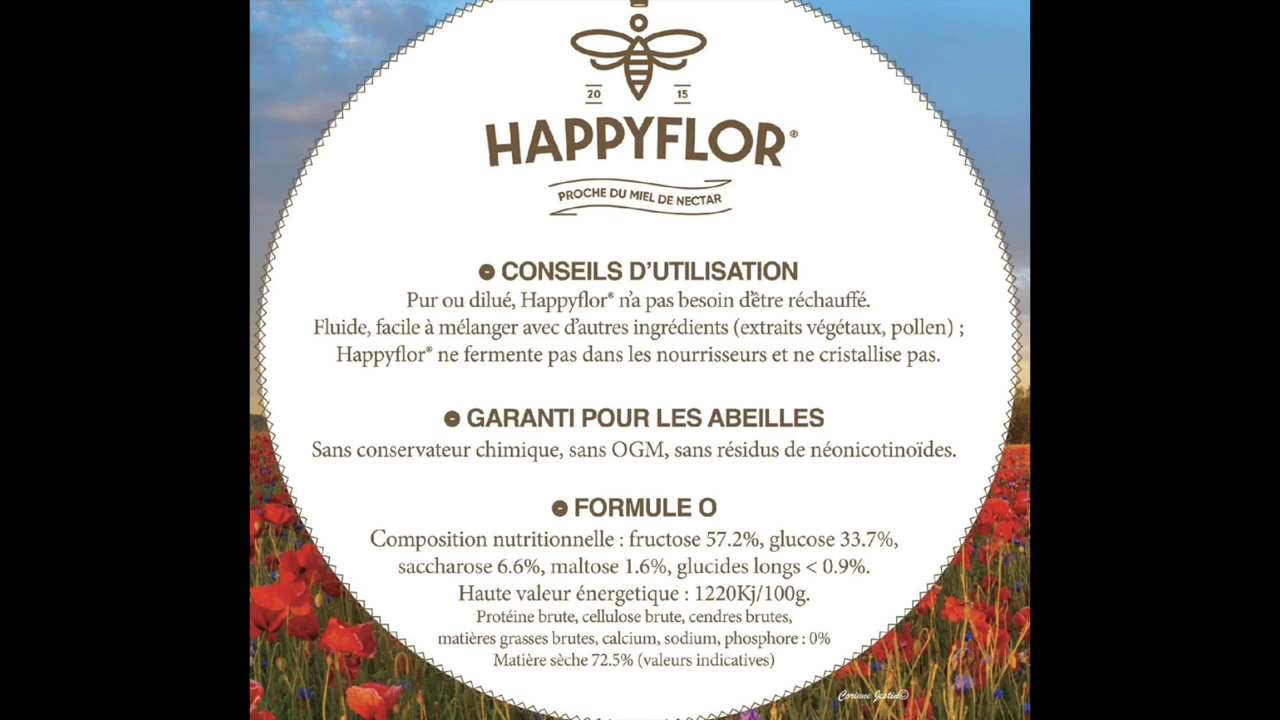 20 15
HAPPYFLOR®
PROCHE DU MIEL DE NECTAR
CONSEILS D'UTILISATION
Pur ou dilué, Happyflor® n'a pas besoin d'être réchauffé.
Fluide, facile à mélanger avec d'autres ingrédients (extraits végétaux, pollen) ;
Happyflor® ne fermente pas dans les nourrisseurs et ne cristallise pas.
GARANTI POUR LES ABEILLES
Sans conservateur chimique, sans OGM, sans résidus de néonicotinoïdes.
FORMULE O
Composition nutritionnelle : fructose 57.2%, glucose 33.7%,
saccharose 6.6%, maltose 1.6%, glucides longs < 0.9%.
Haute valeur énergetique : 1220Kj/100g.
Protéine brute, cellulose brute, cendres brutes,
matières grasses brutes, calcium, sodium, phosphore : 0%
Matière sèche 72.5% (valeurs indicatives)
Corinne Jestin©